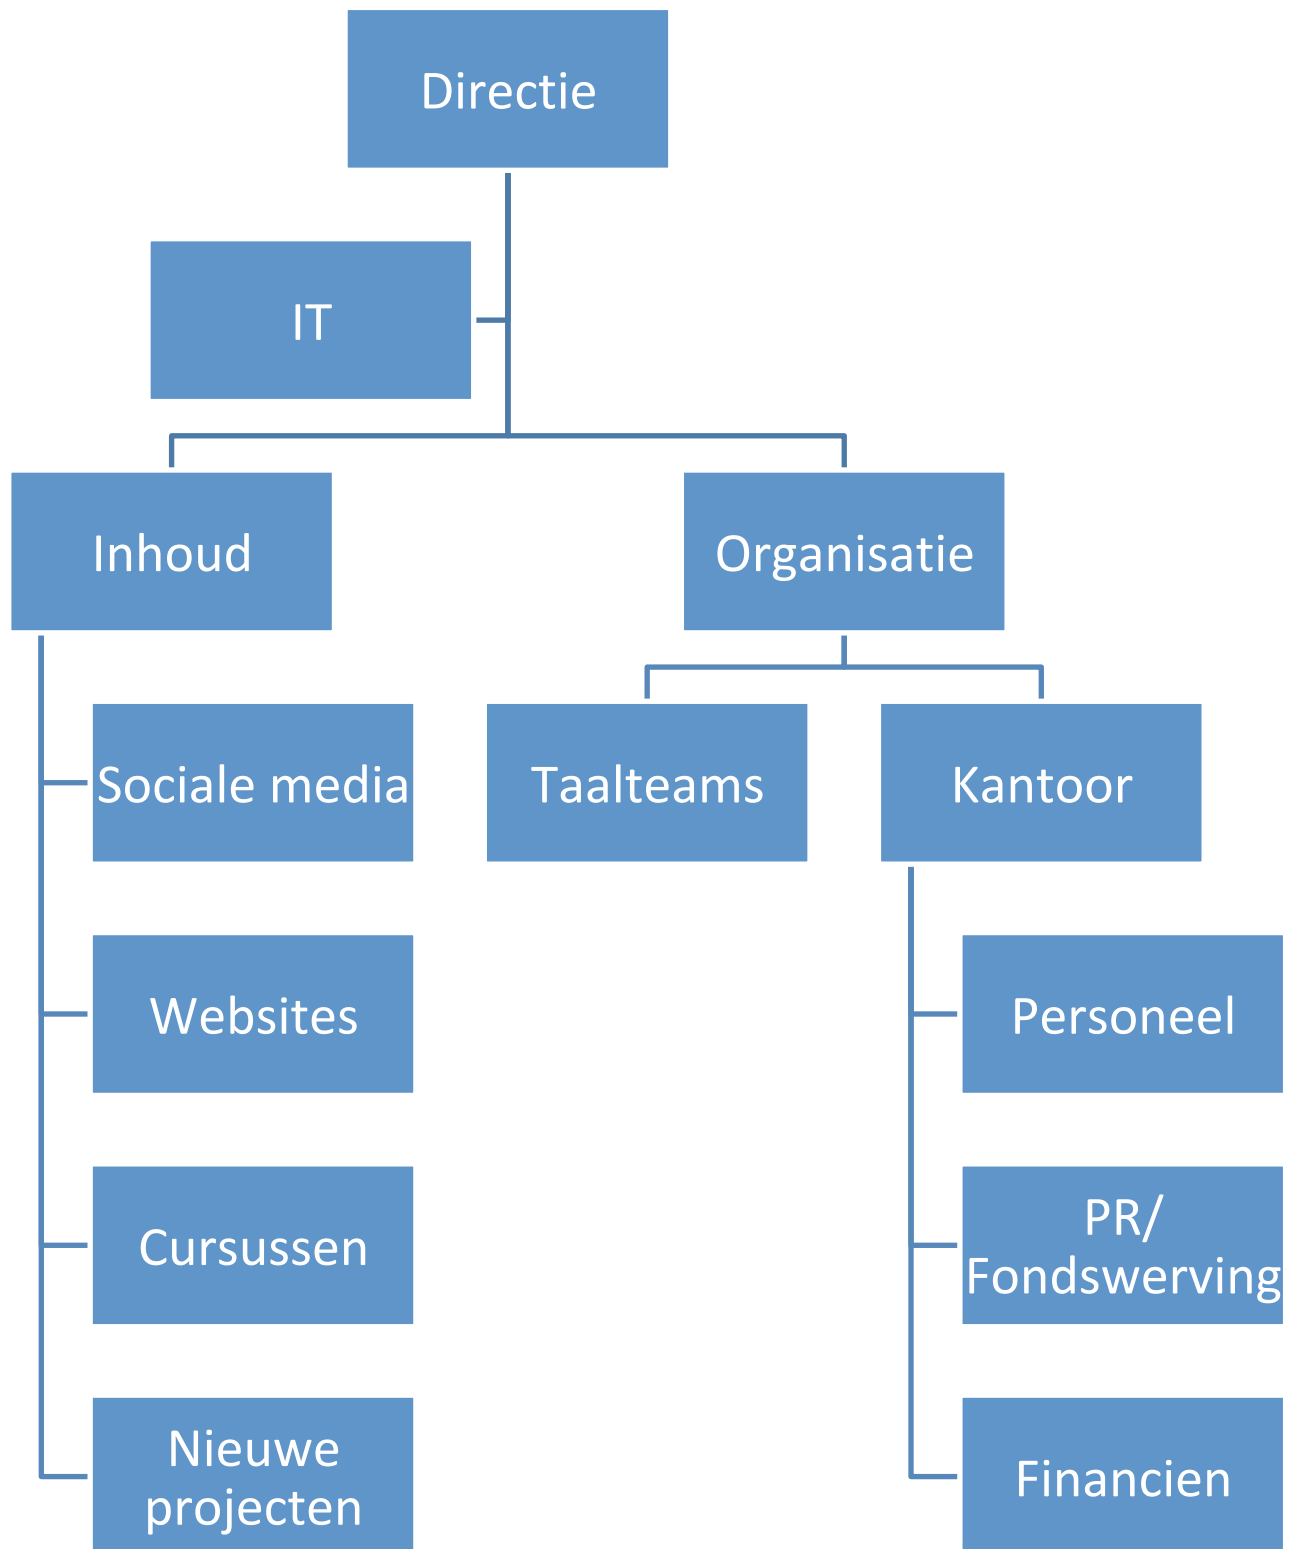 Directie
IT
Inhoud
Organisatie
Sociale media
Taalteams
Kantoor
Websites
Personeel
Cursussen
PR/
Fondswerving
Nieuwe
projecten
Financien